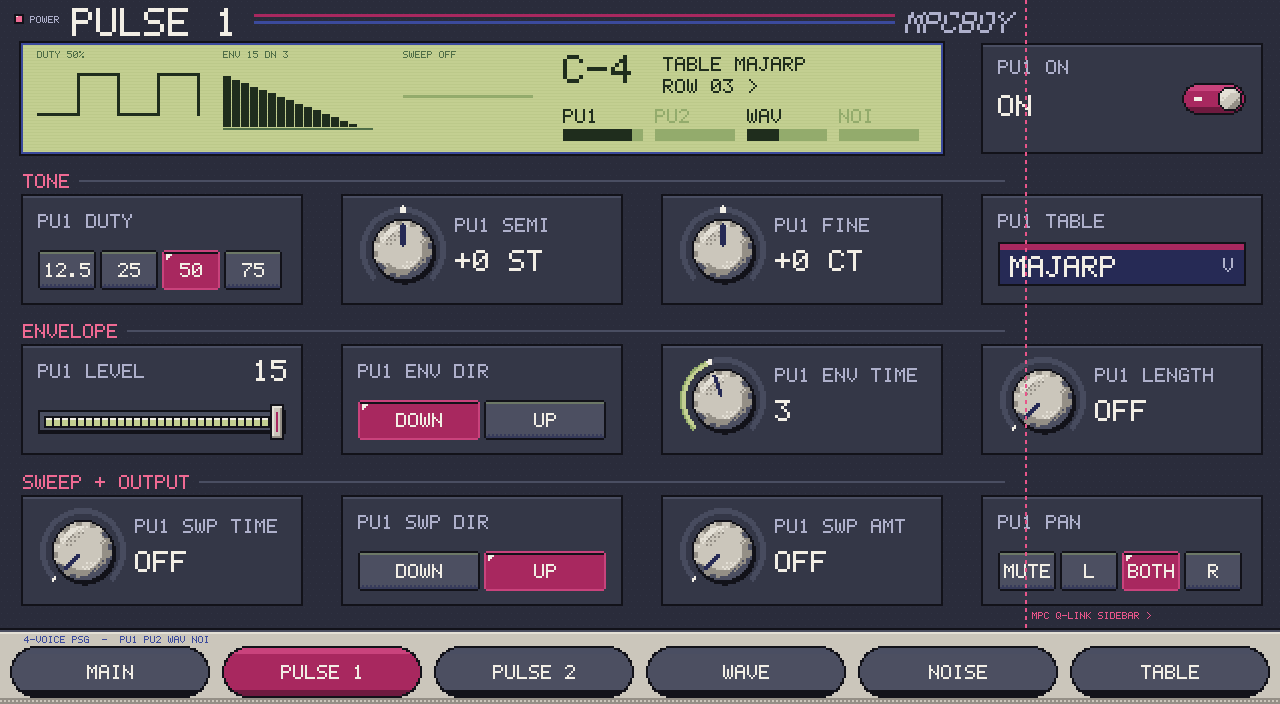 POWER PULSE 1 MPCBOY
DUTY 50% ENV 15 DN 3 SWEEP OFF
C-4 TABLE MAJARP
ROW 03 >
PU1 PU2 WAV NOI
PU1 ON
ON
TONE
PU1 DUTY
12.5 25 50 75
PU1 SEMI
+0 ST
PU1 FINE
+0 CT
PU1 TABLE
MAJARP V
ENVELOPE
PU1 LEVEL 15
PU1 ENV DIR
DOWN UP
PU1 ENV TIME
3
PU1 LENGTH
OFF
SWEEP + OUTPUT
PU1 SWP TIME
OFF
PU1 SWP DIR
DOWN UP
PU1 SWP AMT
OFF
PU1 PAN
MUTE L BOTH R
MPC Q-LINK SIDEBAR >
4-VOICE PSG - PU1 PU2 WAV NOI
MAIN PULSE 1 PULSE 2 WAVE NOISE TABLE